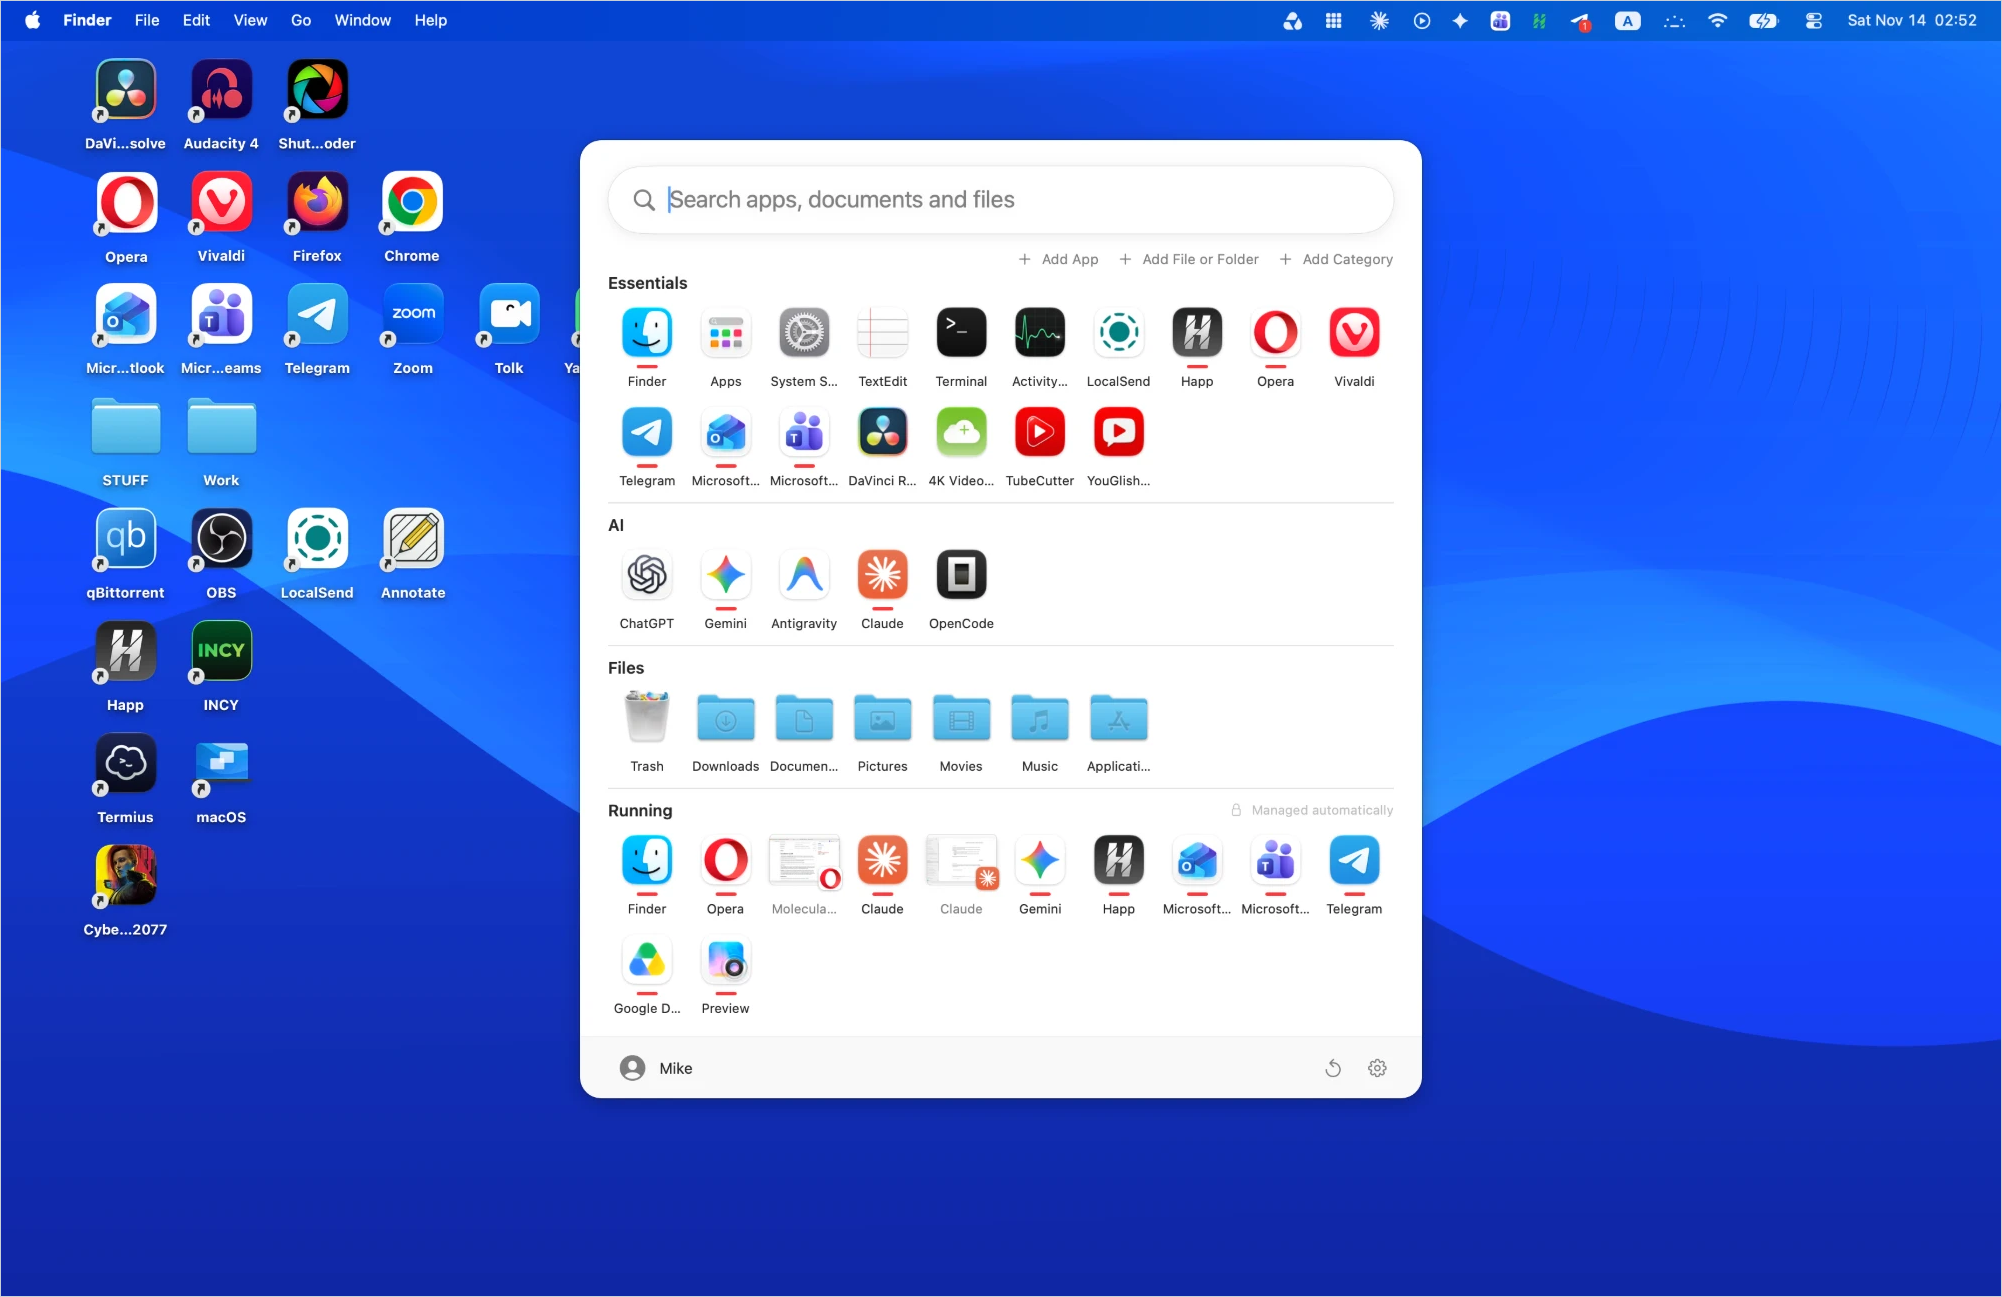 Finder File Edit View Go Window Help
1 A Sat Nov 14 02:52
DaVi...solve Audacity 4 Shut...oder
Opera Vivaldi Firefox Chrome
zoom
Micr...tlook Micr...eams Telegram Zoom Tolk Ya
STUFF Work
qb
qBittorrent OBS LocalSend Annotate
INCY
Happ INCY
Termius macOS
Cybe...2077
Search apps, documents and files
+ Add App + Add File or Folder + Add Category
Essentials
Finder Apps System S... TextEdit Terminal Activity... LocalSend Happ Opera Vivaldi
Telegram Microsoft... Microsoft... DaVinci R... 4K Video... TubeCutter YouGlish...
AI
ChatGPT Gemini Antigravity Claude OpenCode
Files
Trash Downloads Documen... Pictures Movies Music Applicati...
Running Managed automatically
Finder Opera Molecula... Claude Claude Gemini Happ Microsoft... Microsoft... Telegram
Google D... Preview
Mike